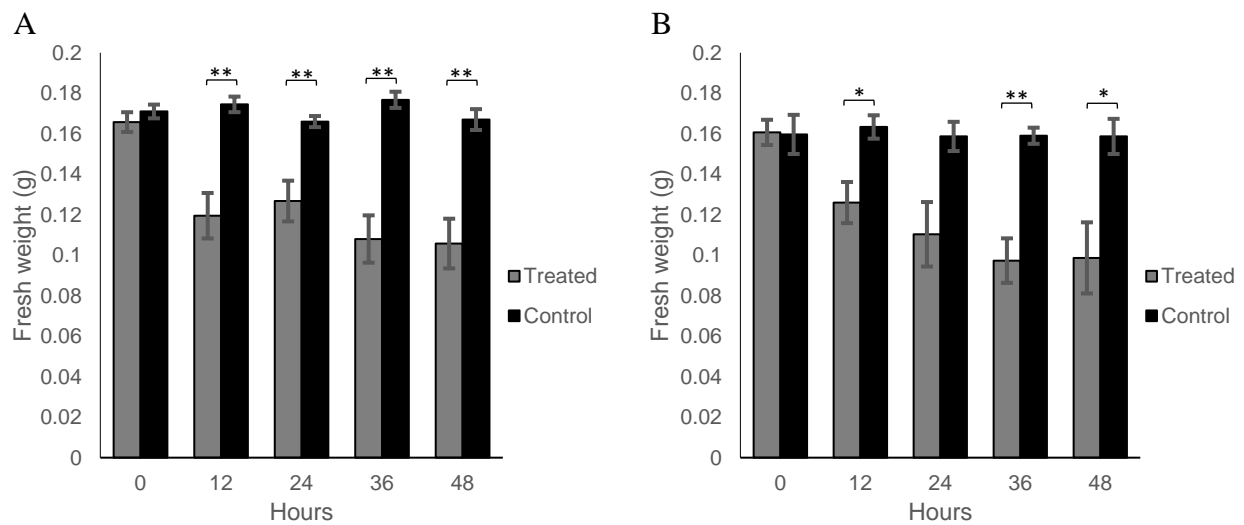 A
Fresh weight (g)
0.2
0.18
0.16
0.14
0.12
0.1
0.08
0.06
0.04
0.02
0
** ** ** **
0 12 24 36 48
Hours
Treated
Control
B
Fresh weight (g)
0.2
0.18
0.16
0.14
0.12
0.1
0.08
0.06
0.04
0.02
0
* ** *
0 12 24 36 48
Hours
Treated
Control